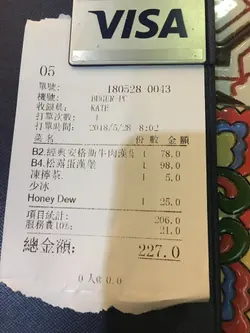 VISA
05
單號: 180528-0043
機號: BUGER-PC
收銀員: KATE
打單次數: 1
打單時間: 2018/5/28 8:02
菜名 份數 金額
B2.經典安格斯牛肉漢堡 1 78.0
B4.松露蛋漢堡 1 98.0
凍檸茶. 1 5.0
少冰
Honey Dew 1 25.0
項目統計: 206.0
服務費10%: 21.0
總金額: 227.0
0 人 0.0